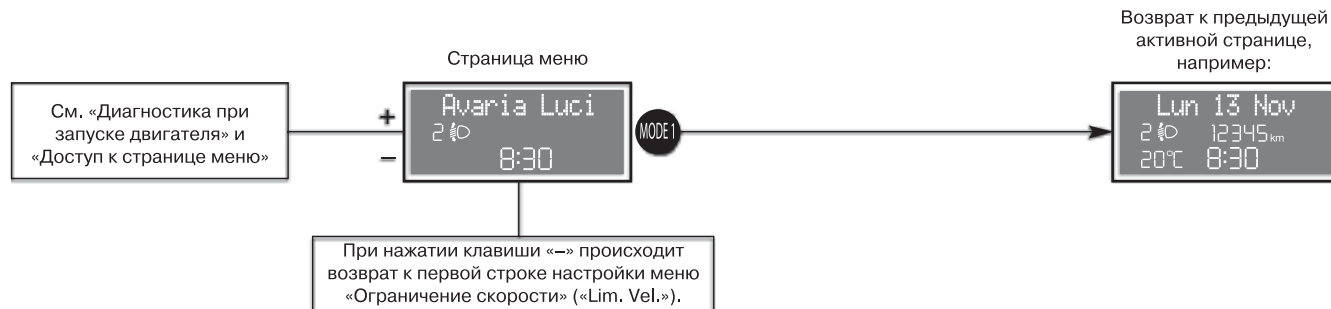 См. «Диагностика при
запуске двигателя» и
«Доступ к странице меню»
+
–
Страница меню
Avaria Luci
2
8:30
MODE 1
При нажатии клавиши «–» происходит
возврат к первой строке настройки меню
«Ограничение скорости» («Lim. Vel.»).
Возврат к предыдущей
активной странице,
например:
Lun 13 Nov
2 12345 km
20°C 8:30